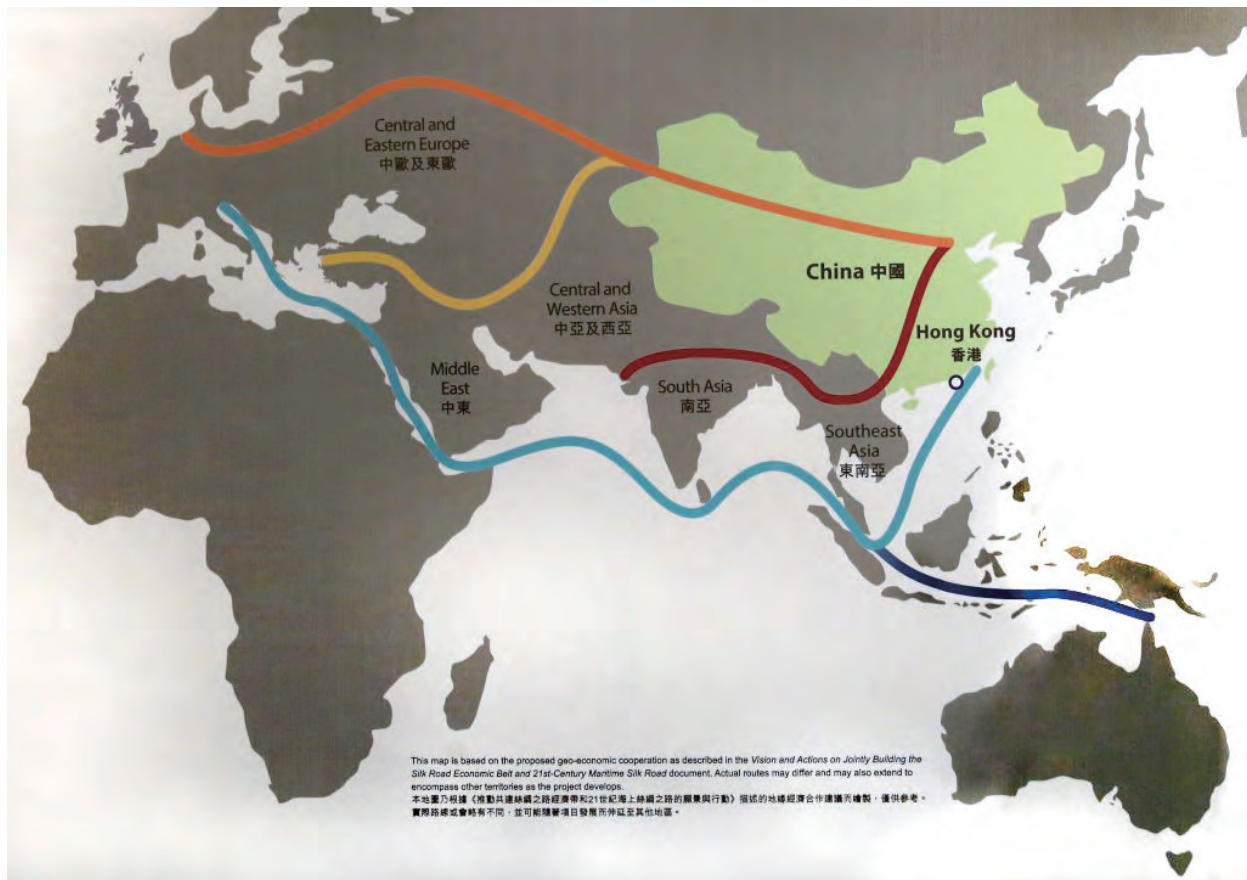 Central and
Eastern Europe
中歐及東歐
China 中國
Central and
Western Asia
中亞及西亞
Hong Kong
香港
Middle
East
中東
South Asia
南亞
Southeast
Asia
東南亞
This map is based on the proposed geo-economic cooperation as described in the Vision and Actions on Jointly Building the
Silk Road Economic Belt and 21st-Century Maritime Silk Road document. Actual routes may differ and may also extend to
encompass other territories as the project develops.
本地圖乃根據《推動共建絲綢之路經濟帶和21世紀海上絲綢之路的願景與行動》描述的地緣經濟合作建議而繪製，僅供參考。
實際路線或會略有不同，並可能隨著項目發展而伸延至其他地區。